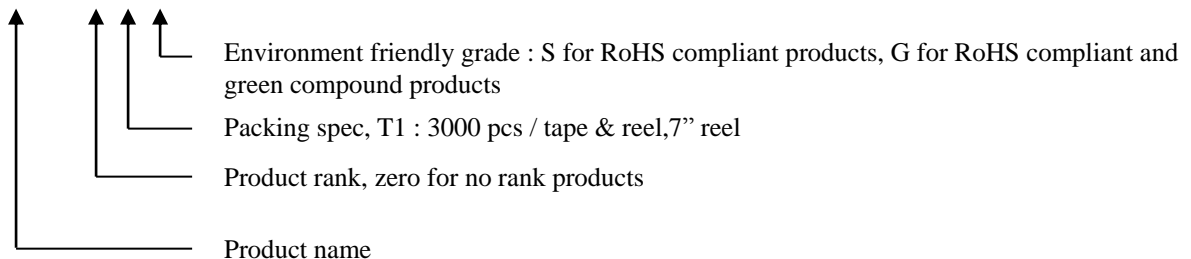 Environment friendly grade : S for RoHS compliant products, G for RoHS compliant and
green compound products
Packing spec, T1 : 3000 pcs / tape & reel,7” reel
Product rank, zero for no rank products
Product name